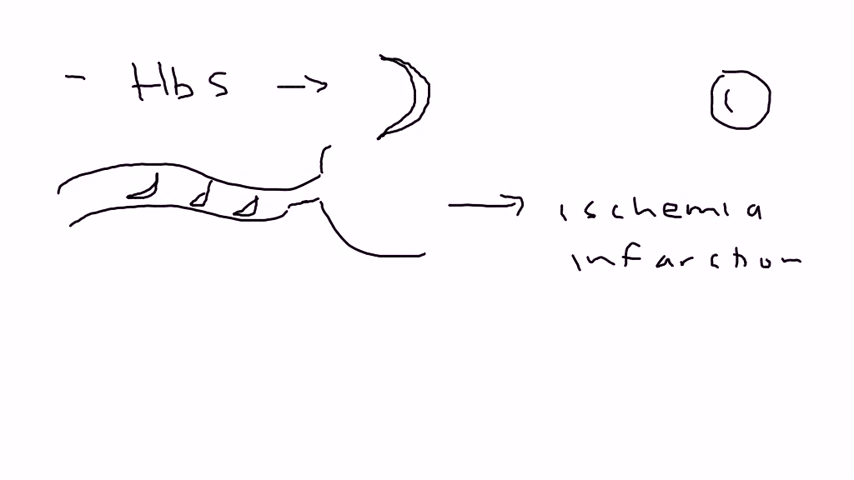 - HbS →
→ ischemia
infarction